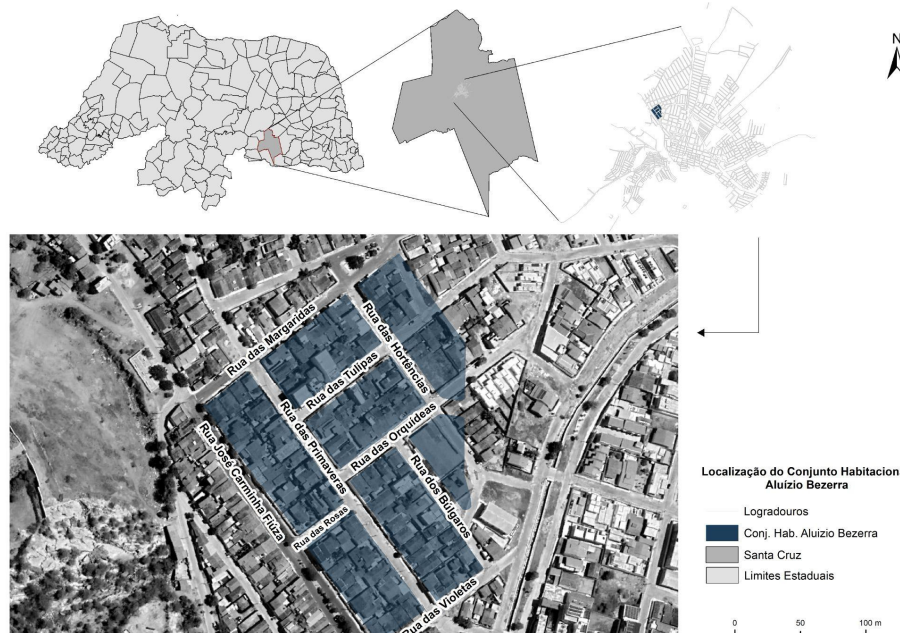 N
Rua das Margaridas
Rua das Hortências
Rua das Tulipas
Rua das Primaveras
Rua das Orquídeas
Rua José Carminha Fiúza
Rua dos Búlgaros
Rua das Rosas
Rua das Violetas
Localização do Conjunto Habitacion
Aluízio Bezerra
Logradouros
Conj. Hab. Aluizio Bezerra
Santa Cruz
Limites Estaduais
0 50 100 m